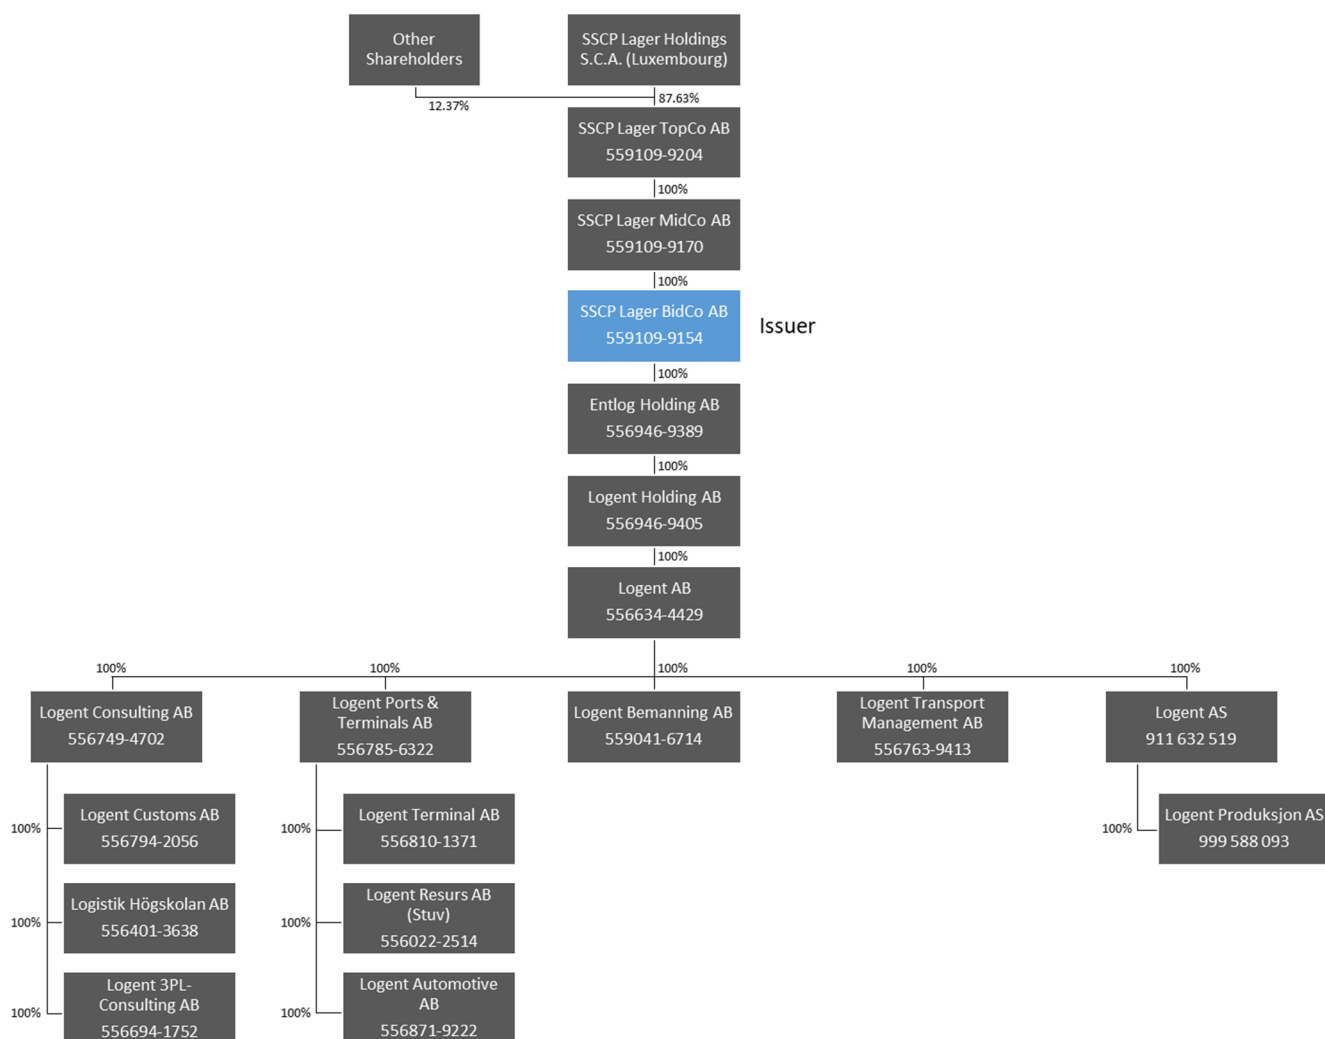 Other
Shareholders
SSCP Lager Holdings
S.C.A. (Luxembourg)
12.37%
87.63%
SSCP Lager TopCo AB
559109-9204
100%
SSCP Lager MidCo AB
559109-9170
100%
SSCP Lager BidCo AB
559109-9154
Issuer
100%
Entlog Holding AB
556946-9389
100%
Logent Holding AB
556946-9405
100%
Logent AB
556634-4429
100%
100%
100%
100%
100%
Logent Consulting AB
556749-4702
Logent Ports &
Terminals AB
556785-6322
Logent Bemanning AB
559041-6714
Logent Transport
Management AB
556763-9413
Logent AS
911 632 519
100%
Logent Customs AB
556794-2056
100%
Logent Terminal AB
556810-1371
100%
Logent Produksjon AS
999 588 093
100%
Logistik Högskolan AB
556401-3638
100%
Logent Resurs AB
(Stuv)
556022-2514
100%
Logent 3PL-
Consulting AB
556694-1752
100%
Logent Automotive
AB
556871-9222